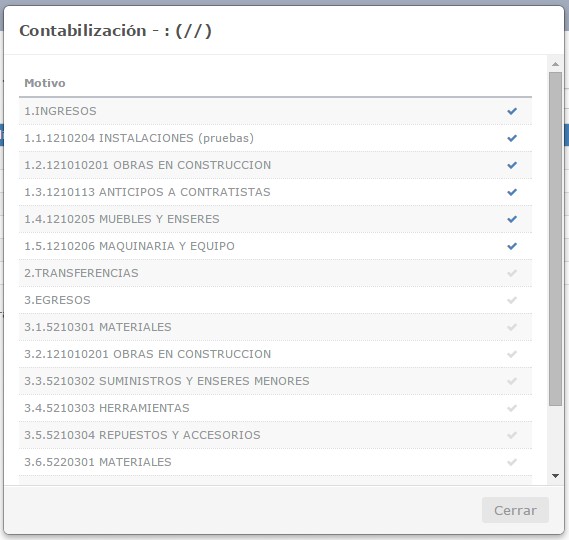 Contabilización - : (//)
Motivo
1.INGRESOS
1.1.1210204 INSTALACIONES (pruebas)
1.2.121010201 OBRAS EN CONSTRUCCION
1.3.1210113 ANTICIPOS A CONTRATISTAS
1.4.1210205 MUEBLES Y ENSERES
1.5.1210206 MAQUINARIA Y EQUIPO
2.TRANSFERENCIAS
3.EGRESOS
3.1.5210301 MATERIALES
3.2.121010201 OBRAS EN CONSTRUCCION
3.3.5210302 SUMINISTROS Y ENSERES MENORES
3.4.5210303 HERRAMIENTAS
3.5.5210304 REPUESTOS Y ACCESORIOS
3.6.5220301 MATERIALES
Cerrar